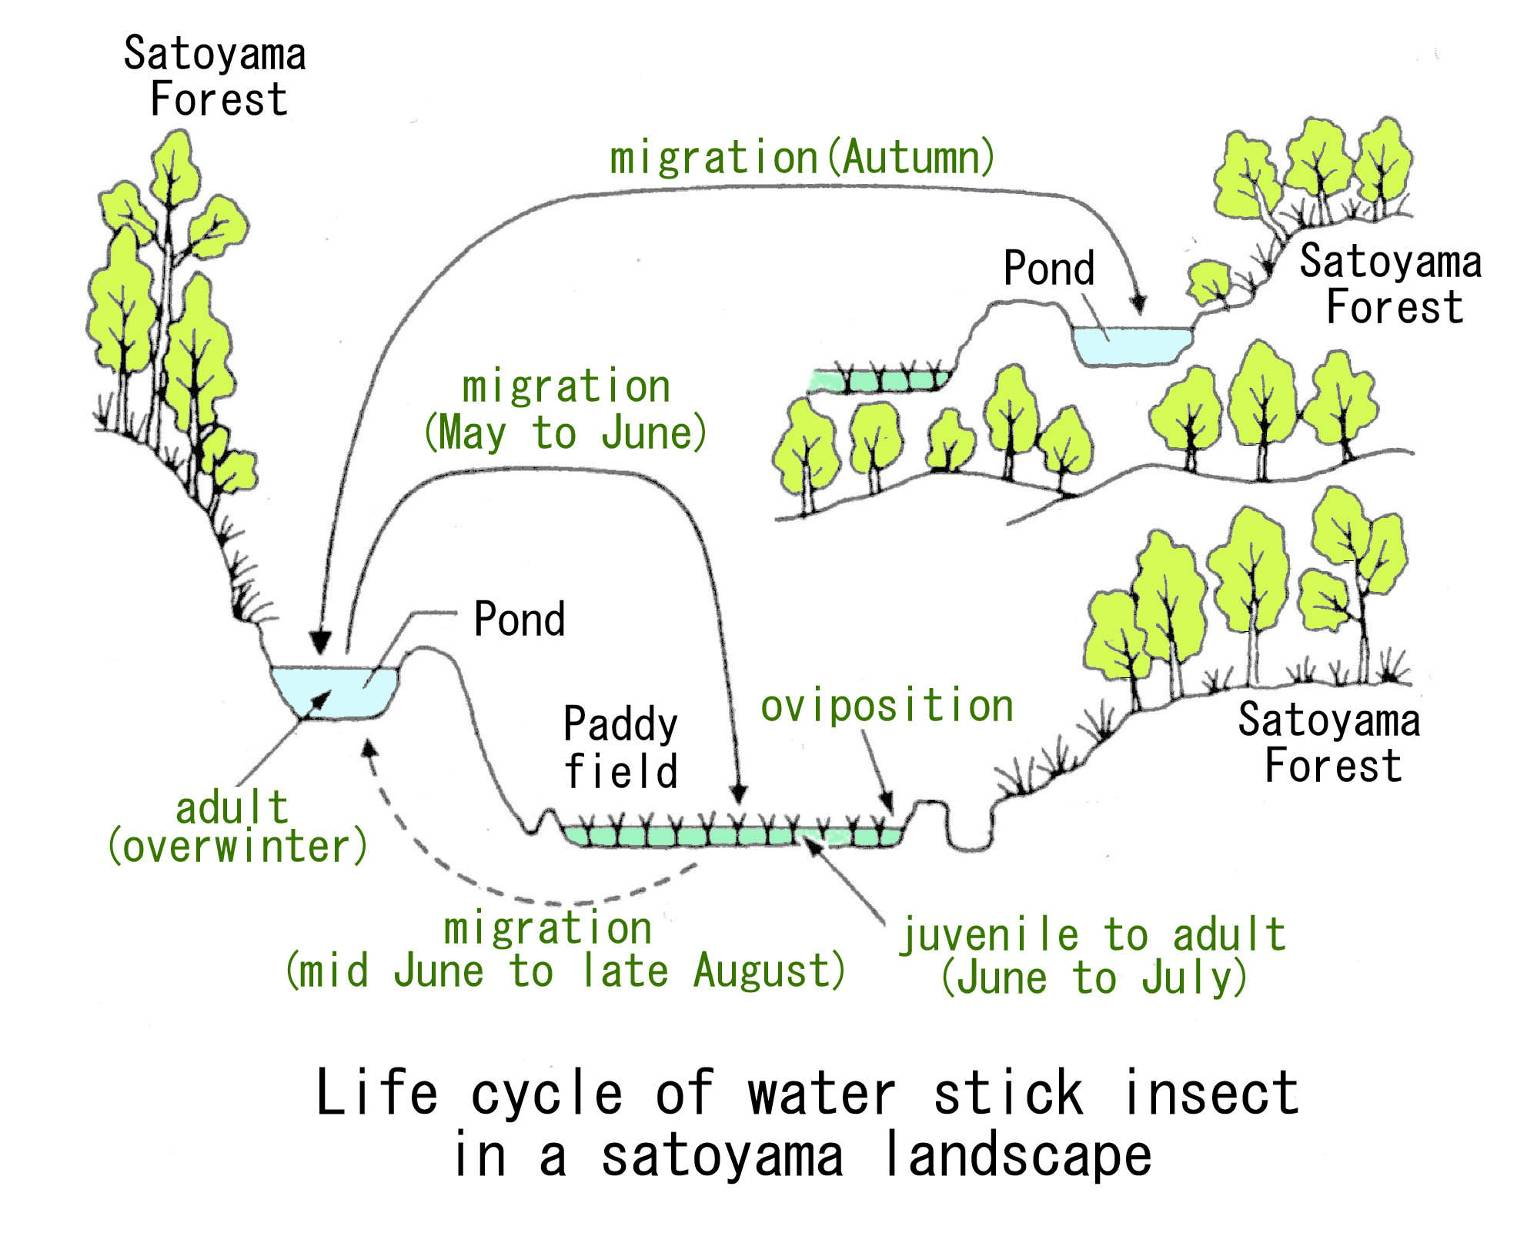 Satoyama
Forest
migration(Autumn)
Pond
Satoyama
Forest
migration
(May to June)
Pond
Paddy
field
oviposition
Satoyama
Forest
adult
(overwinter)
migration
(mid June to late August)
juvenile to adult
(June to July)
Life cycle of water stick insect
in a satoyama landscape